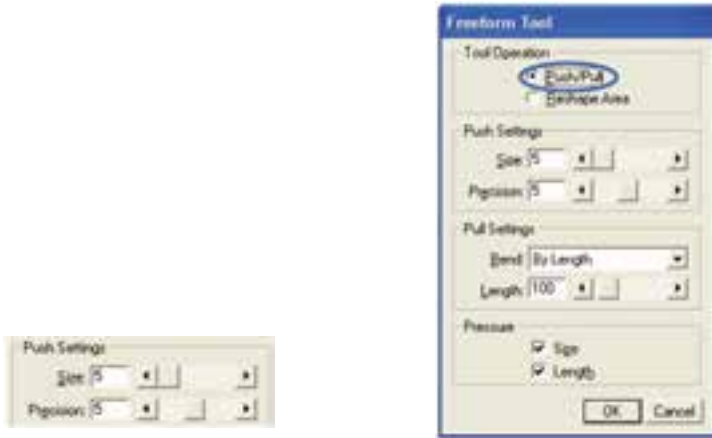 Push Settings
Size: 5
Precision: 5
Freeform Tool
Tool Operation
Push/Pull
Reshape Area
Push Settings
Size: 5
Precision: 5
Pull Settings
Bend: By Length
Length: 100
Pressure
Size
Length
OK Cancel